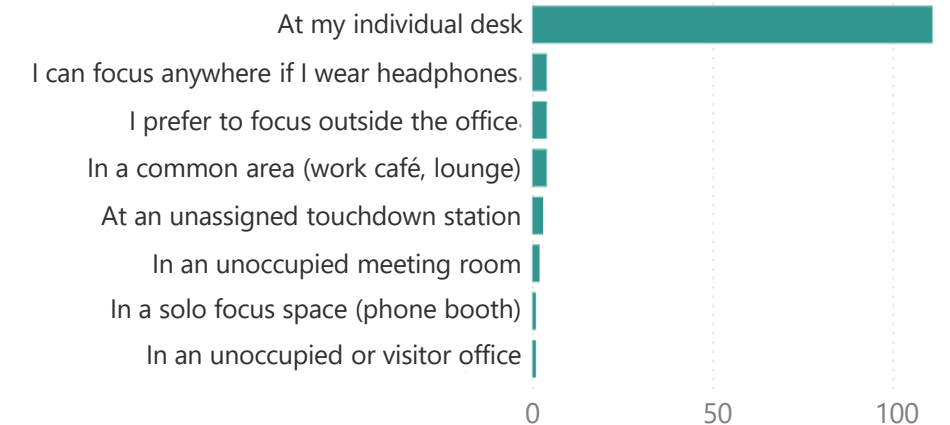 At my individual desk
I can focus anywhere if I wear headphones.
I prefer to focus outside the office.
In a common area (work café, lounge)
At an unassigned touchdown station
In an unoccupied meeting room
In a solo focus space (phone booth)
In an unoccupied or visitor office
0 50 100